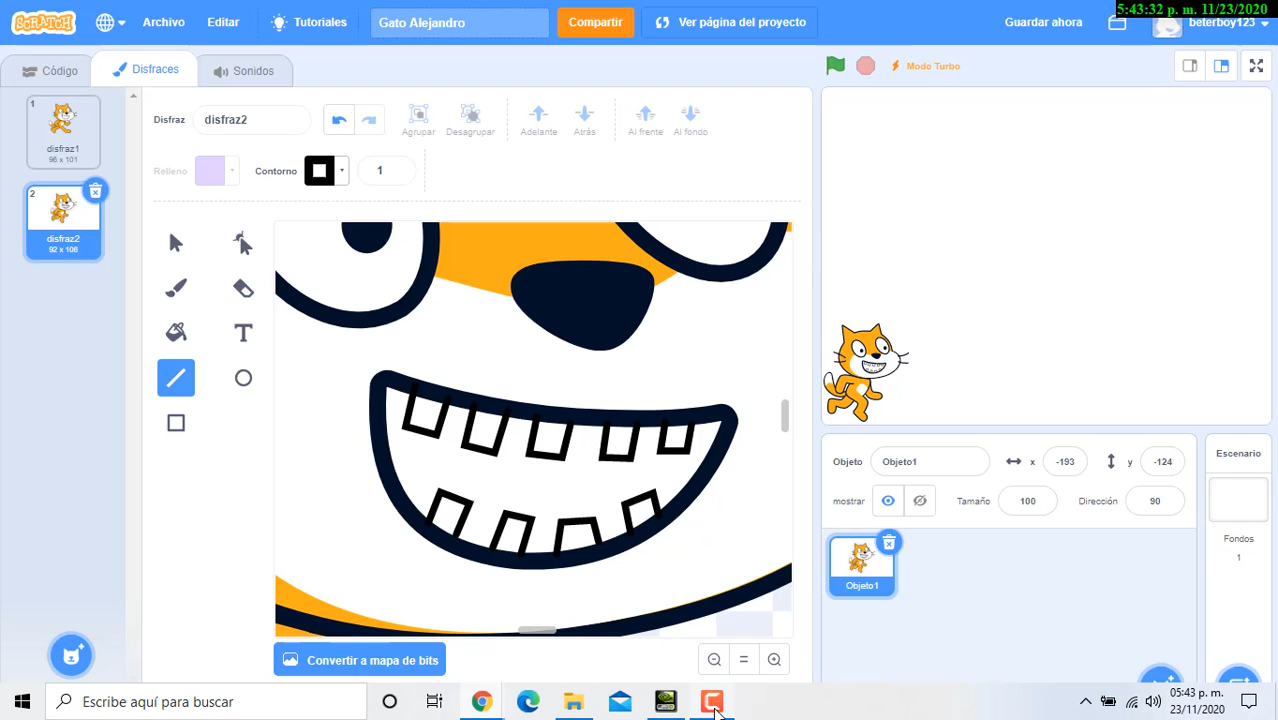 5:43:32 p. m. 11/23/2020
SCRATCH Archivo Editar Tutoriales Gato Alejandro Compartir Ver página del proyecto Guardar ahora beterboy123
Código Disfraces Sonidos Modo Turbo
1
disfraz1
96 x 101
2
disfraz2
92 x 106
Disfraz disfraz2 Agrupar Desagrupar Adelante Atrás Al frente Al fondo
Relleno Contorno 1
Convertir a mapa de bits
Objeto Objeto1 x -193 y -124
mostrar Tamaño 100 Dirección 90
Objeto1
Escenario
Fondos
1
Escribe aquí para buscar
05:43 p. m.
23/11/2020